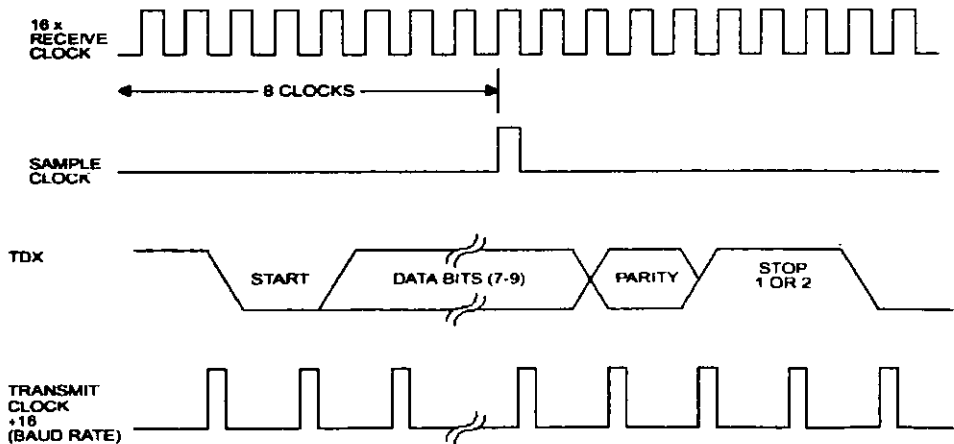 16 x
RECEIVE
CLOCK
8 CLOCKS
SAMPLE
CLOCK
TDX
START
DATA BITS (7-9)
PARITY
STOP
1 OR 2
TRANSMIT
CLOCK
+16
(BAUD RATE)